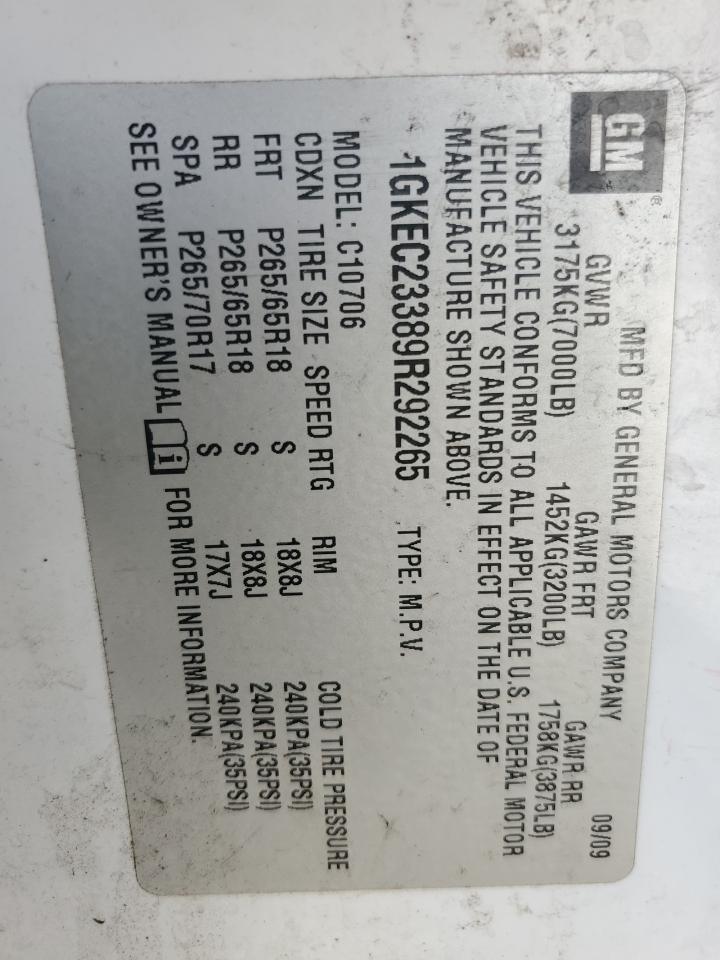 GM®
MFD BY GENERAL MOTORS COMPANY 09/09
GVWR GAWR FRT GAWR RR
3175KG(7000LB) 1452KG(3200LB) 1758KG(3875LB)
THIS VEHICLE CONFORMS TO ALL APPLICABLE U.S. FEDERAL MOTOR
VEHICLE SAFETY STANDARDS IN EFFECT ON THE DATE OF
MANUFACTURE SHOWN ABOVE.
1GKEC23389R292265 TYPE: M.P.V.
MODEL: C10706
CDXN TIRE SIZE SPEED RTG RIM COLD TIRE PRESSURE
FRT P265/65R18 S 18X8J 240KPA(35PSI)
RR P265/65R18 S 18X8J 240KPA(35PSI)
SPA P265/70R17 S 17X7J 240KPA(35PSI)
SEE OWNER'S MANUAL i FOR MORE INFORMATION.